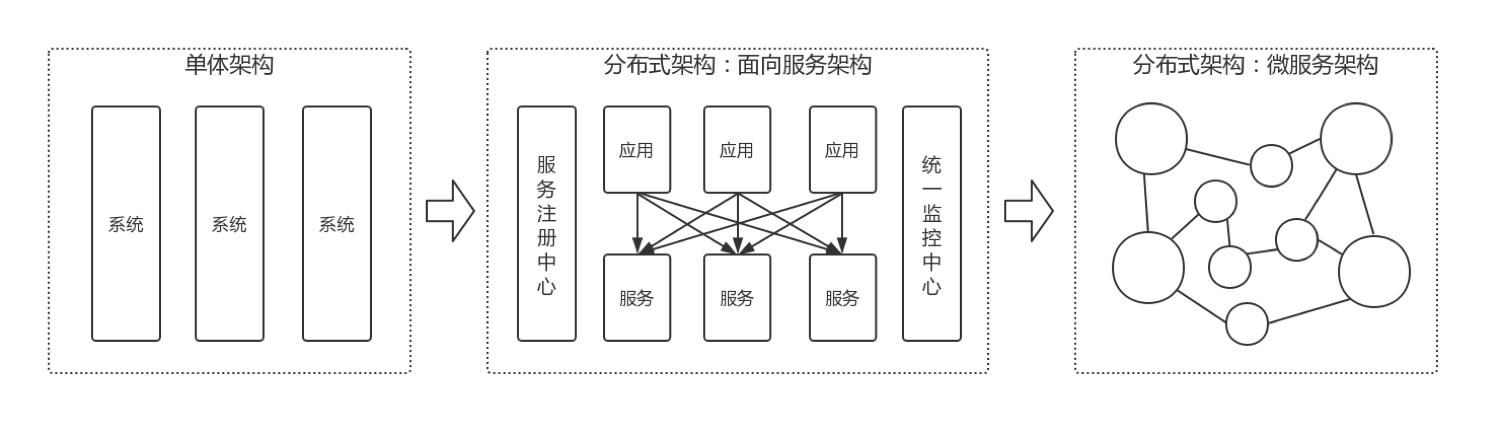 单体架构
系统
系统
系统
分布式架构：面向服务架构
服务注册中心
应用
应用
应用
服务
服务
服务
统一监控中心
分布式架构：微服务架构